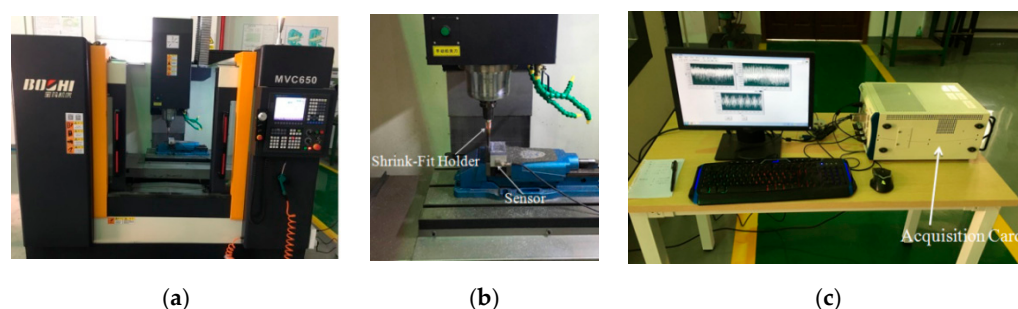 BOSHI
MVC650
Shrink-Fit Holder
Sensor
Acquisition Card
(a)
(b)
(c)